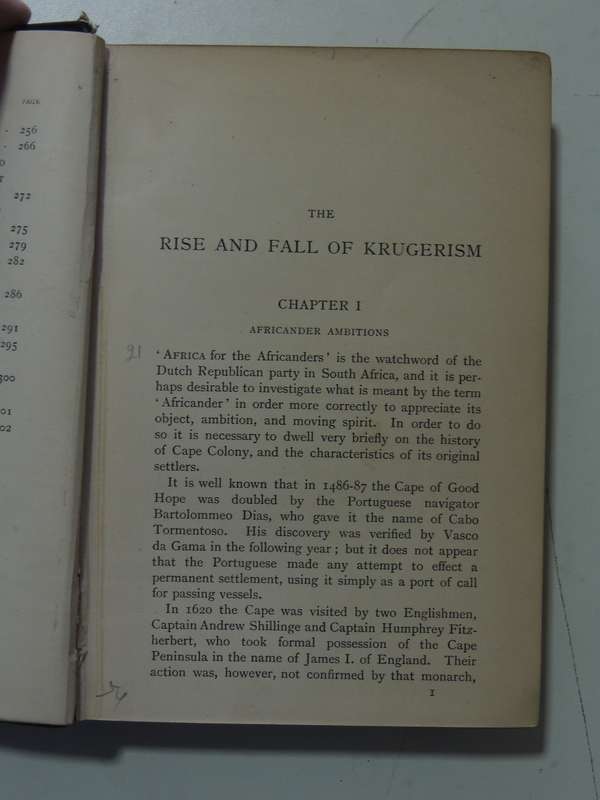 PAGE
- 256
- 266
272
275
279
282
286
291
295
300
01
02
THE
RISE AND FALL OF KRUGERISM
CHAPTER I
AFRICANDER AMBITIONS
‘AFRICA for the Africanders’ is the watchword of the
Dutch Republican party in South Africa, and it is per-
haps desirable to investigate what is meant by the term
‘Africander’ in order more correctly to appreciate its
object, ambition, and moving spirit. In order to do
so it is necessary to dwell very briefly on the history
of Cape Colony, and the characteristics of its original
settlers.
It is well known that in 1486-87 the Cape of Good
Hope was doubled by the Portuguese navigator
Bartolommeo Dias, who gave it the name of Cabo
Tormentoso. His discovery was verified by Vasco
da Gama in the following year; but it does not appear
that the Portuguese made any attempt to effect a
permanent settlement, using it simply as a port of call
for passing vessels.
In 1620 the Cape was visited by two Englishmen,
Captain Andrew Shillinge and Captain Humphrey Fitz-
herbert, who took formal possession of the Cape
Peninsula in the name of James I. of England. Their
action was, however, not confirmed by that monarch,
1